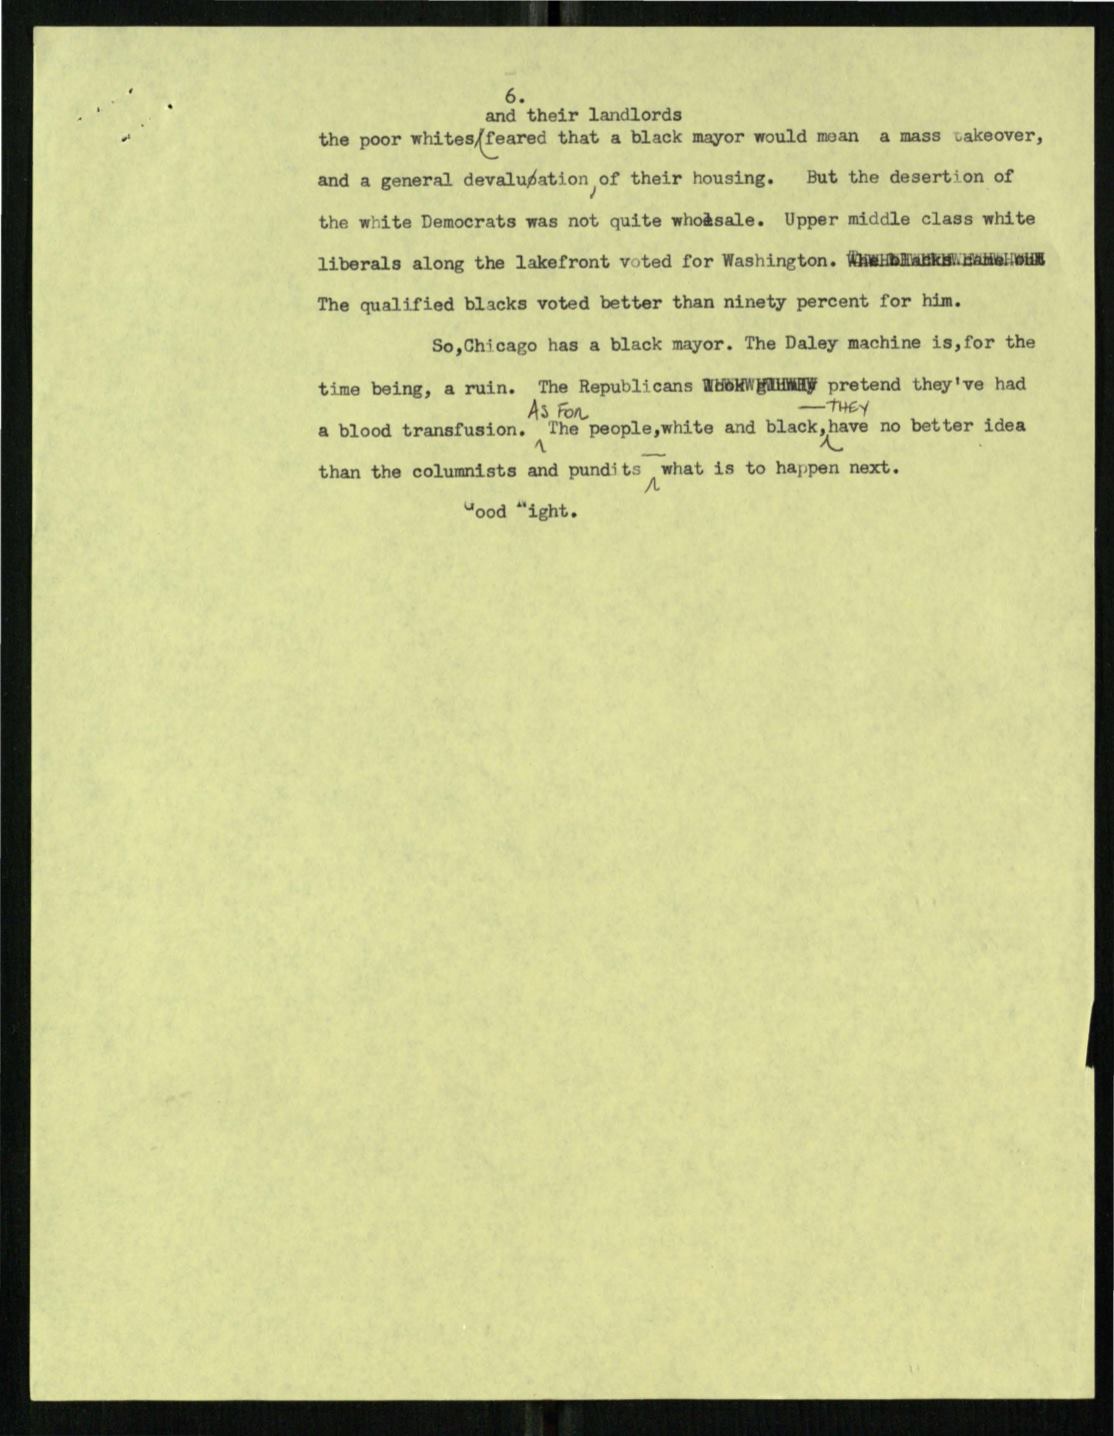 6.
and their landlords
the poor whites/feared that a black mayor would mean a mass takeover,
and a general devaluation, of their housing. But the desertion of
the white Democrats was not quite wholsale. Upper middle class white
liberals along the lakefront voted for Washington. The blacks came out
The qualified blacks voted better than ninety percent for him.
So,Chicago has a black mayor. The Daley machine is,for the
time being, a ruin. The Republicans pretend they've had
AS FOR —THEY
a blood transfusion. The people,white and black,have no better idea
than the columnists and pundits — what is to happen next.
Good Night.